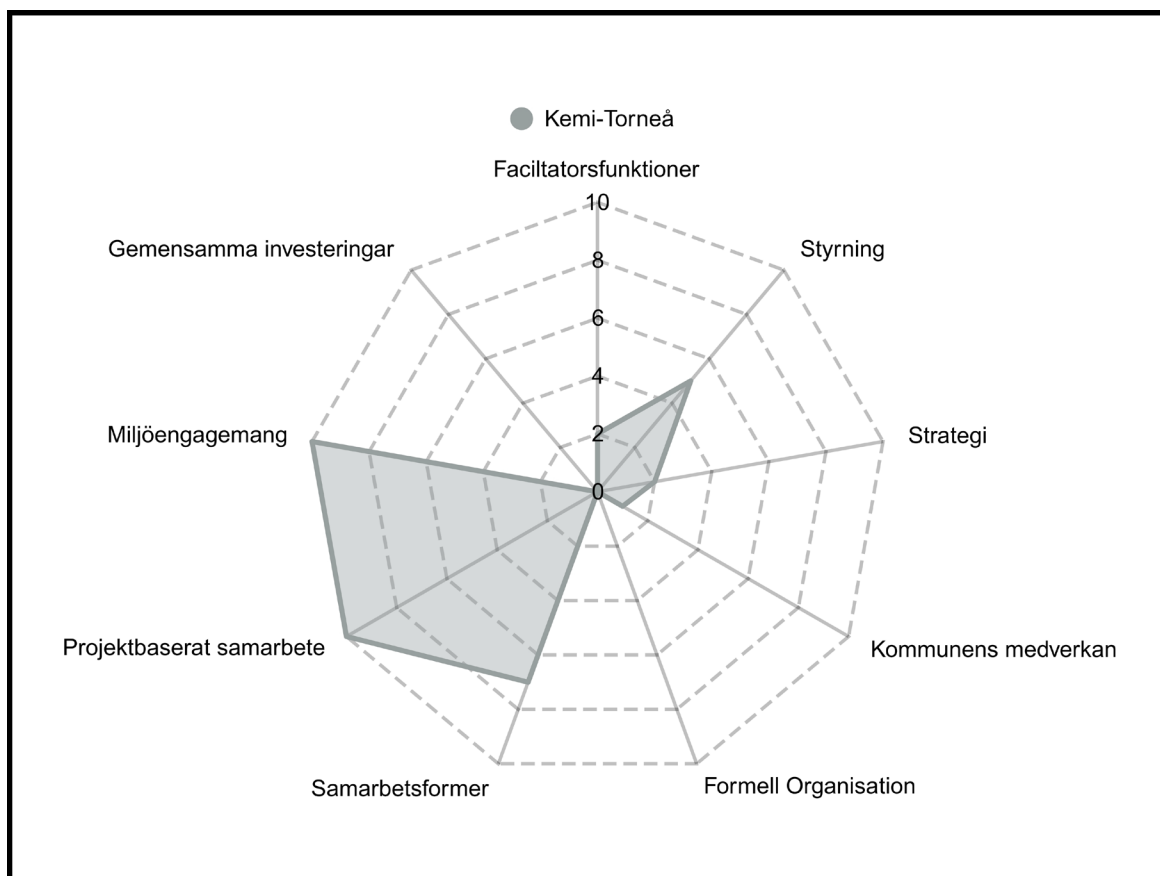 Kemi-Torneå
Faciltatorsfunktioner
10
Gemensamma investeringar
Styrning
8
6
4
Miljöengagemang
2
Strategi
0
Projektbaserat samarbete
Kommunens medverkan
Samarbetsformer
Formell Organisation